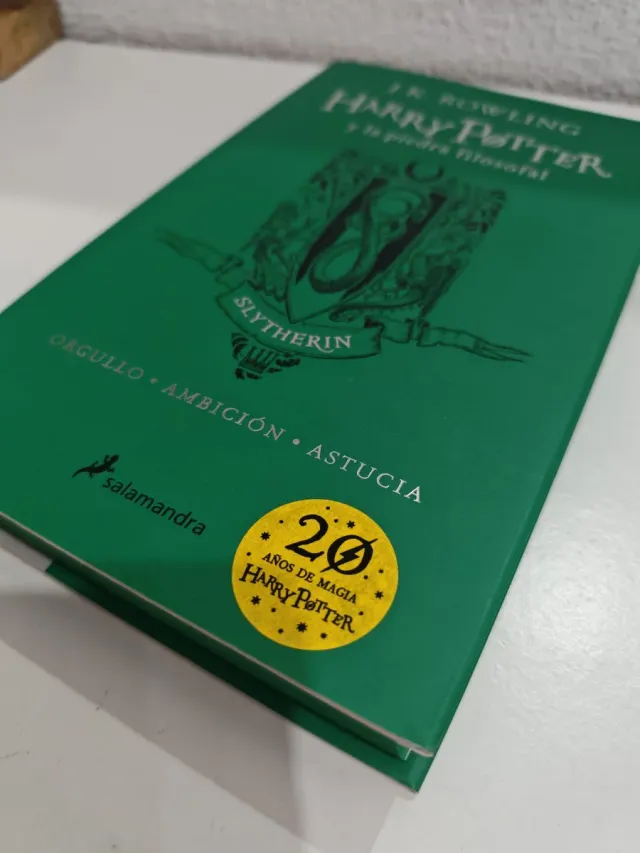 J.K. ROWLING
HARRY POTTER
y la piedra filosofal
SLYTHERIN
ORGULLO • AMBICIÓN • ASTUCIA
salamandra
20
AÑOS DE MAGIA
HARRY POTTER